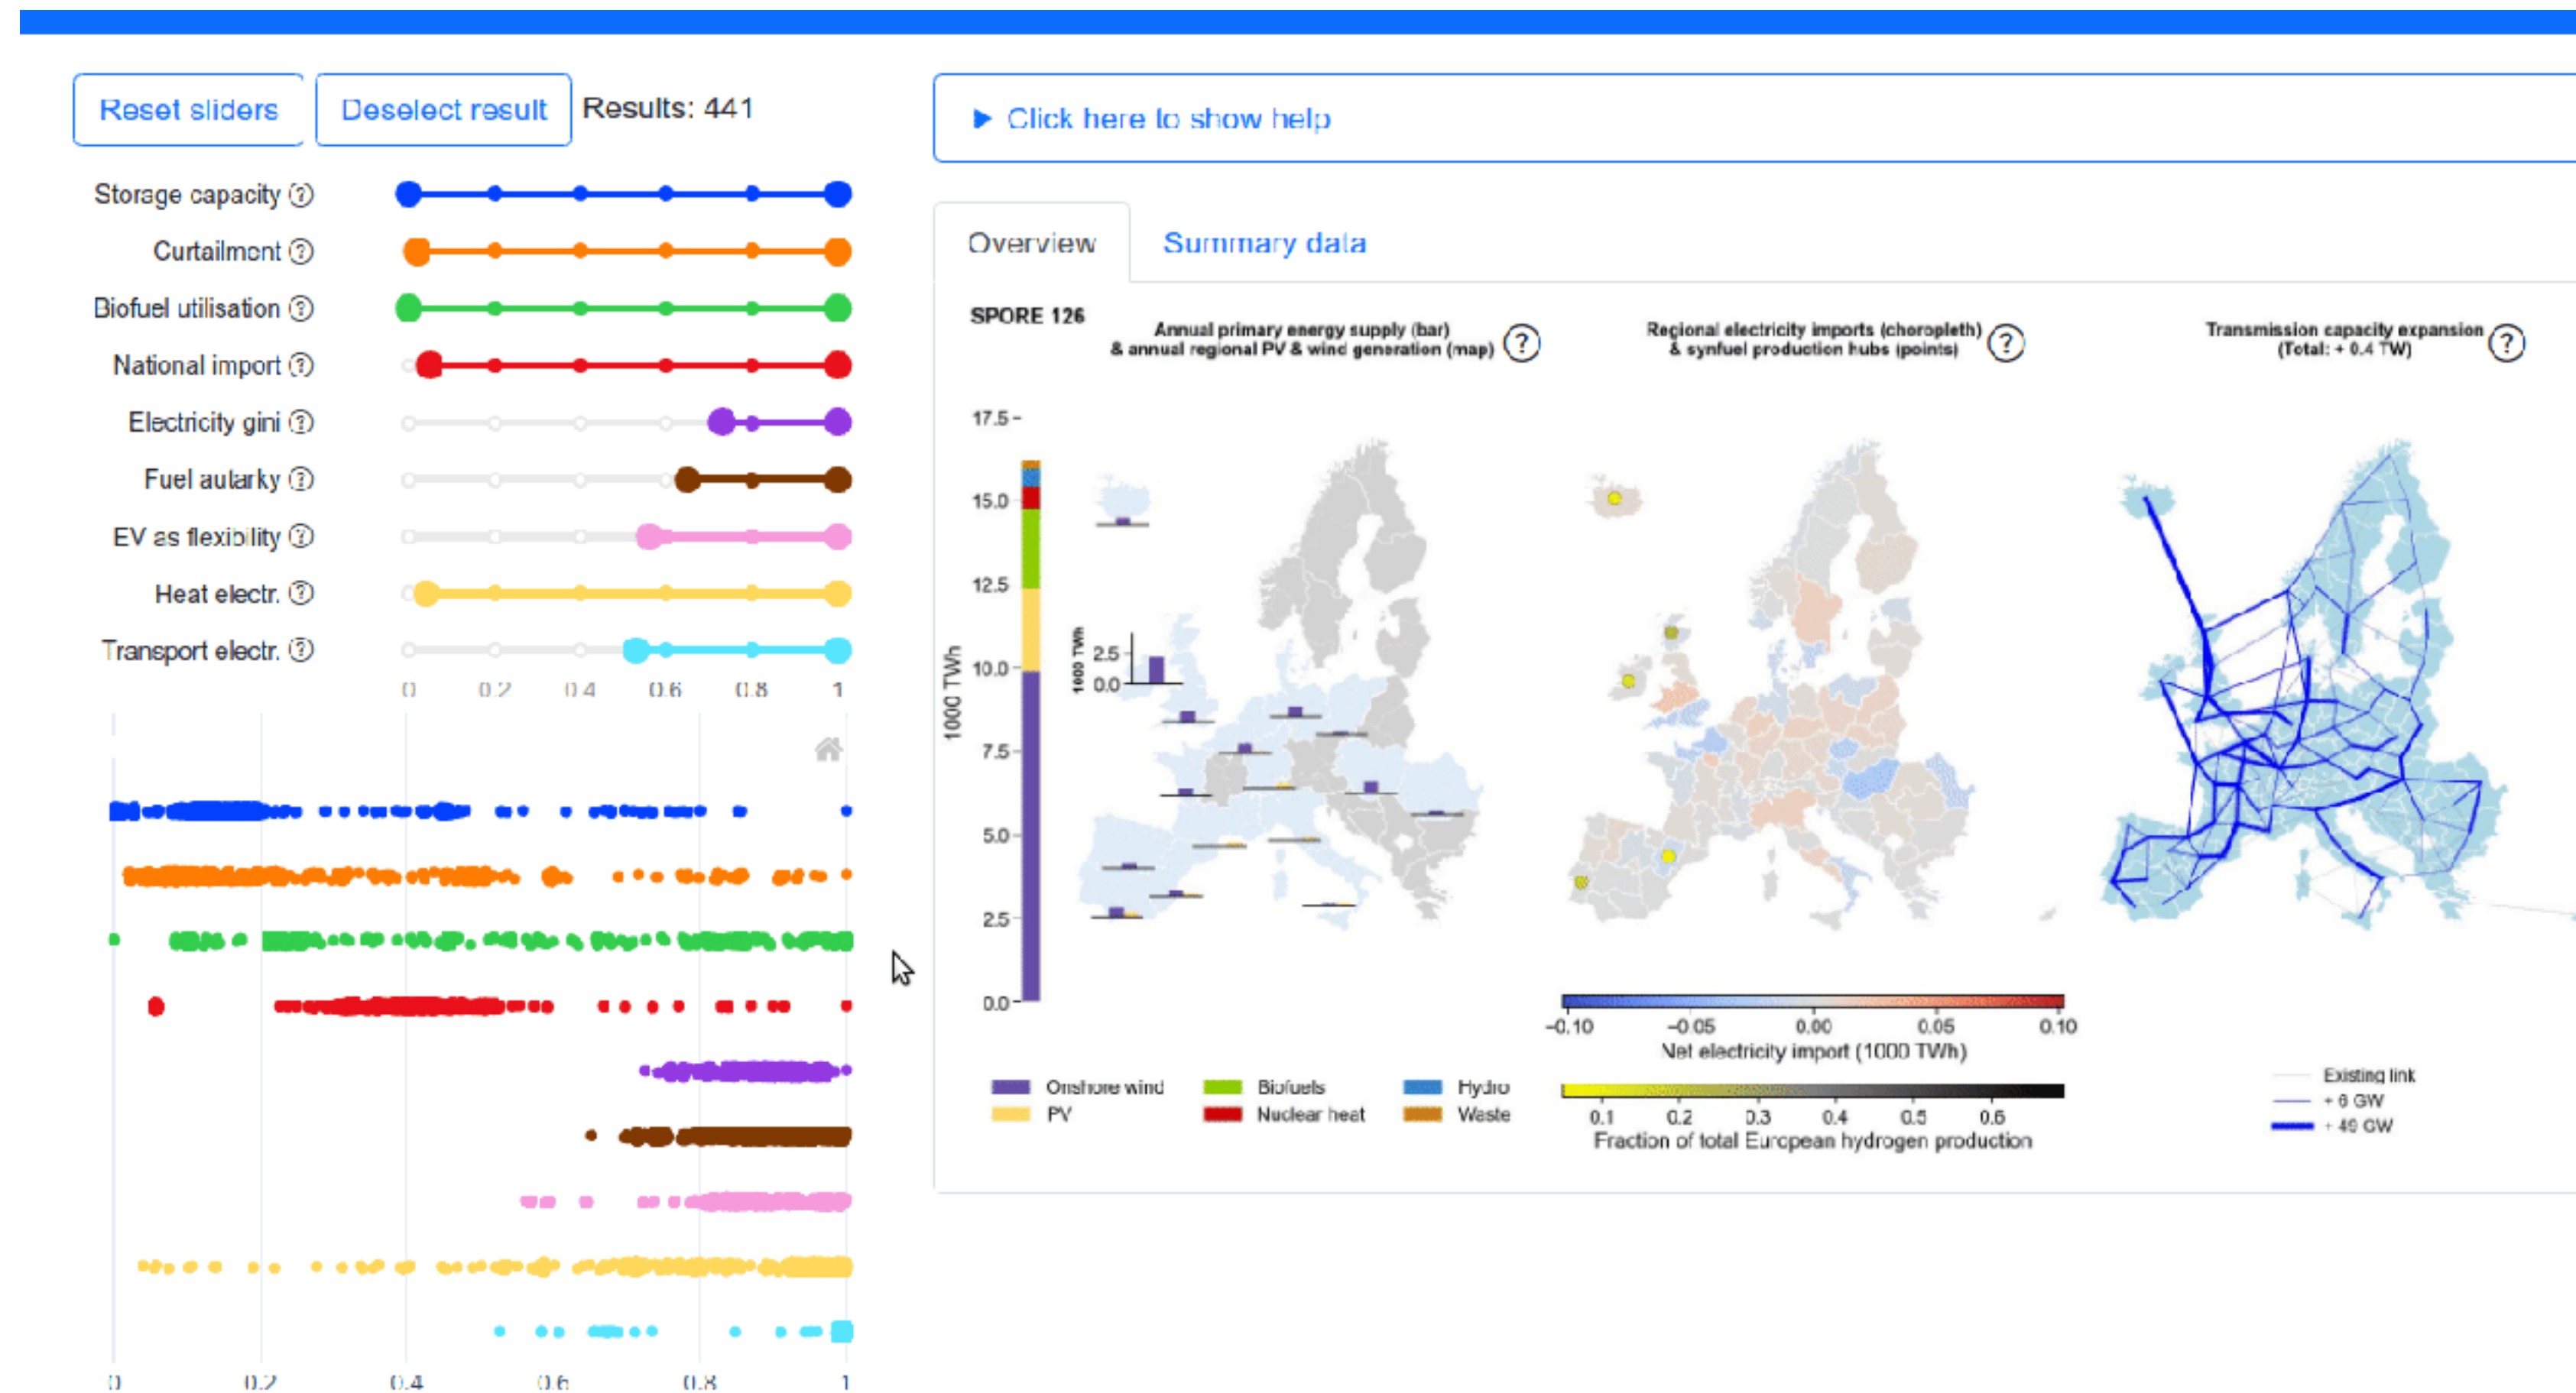 Reset sliders
Deselect result
Results: 441
Storage capacity ?
Curtailment ?
Biofuel utilisation ?
National import ?
Electricity gini ?
Fuel autarky ?
EV as flexibility ?
Heat electr. ?
Transport electr. ?
0 0.2 0.4 0.6 0.8 1
0 0.2 0.4 0.6 0.8 1
► Click here to show help
Overview
Summary data
SPORE 126
Annual primary energy supply (bar)
& annual regional PV & wind generation (map) ?
17.5
15.0
12.5
10.0
7.5
5.0
2.5
0.0
1000 TWh
1000 TWh
2.5
0.0
Onshore wind
PV
Biofuels
Nuclear heat
Hydro
Waste
Regional electricity imports (choropleth)
& synfuel production hubs (points) ?
−0.10 −0.05 0.00 0.05 0.10
Net electricity import (1000 TWh)
0.1 0.2 0.3 0.4 0.5 0.6
Fraction of total European hydrogen production
Transmission capacity expansion
(Total: + 0.4 TW) ?
Existing link
+ 6 GW
+ 49 GW